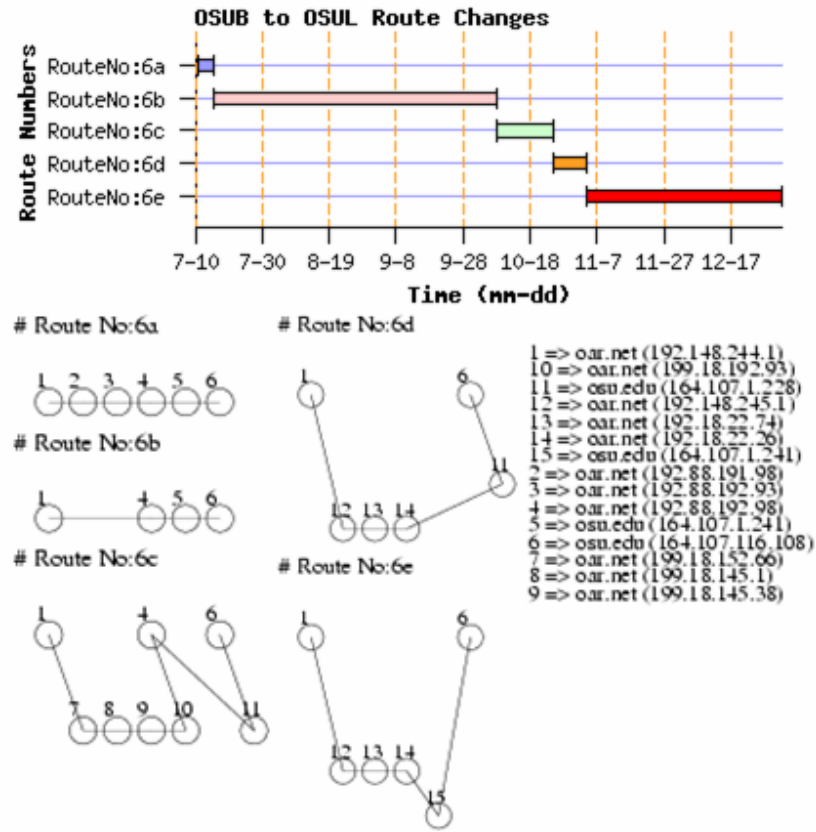 OSUB to OSUL Route Changes
Route Numbers
RouteNo:6a
RouteNo:6b
RouteNo:6c
RouteNo:6d
RouteNo:6e
7-10 7-30 8-19 9-8 9-28 10-18 11-7 11-27 12-17
Time (mm-dd)
# Route No:6a
1 2 3 4 5 6
# Route No:6b
1 4 5 6
# Route No:6c
1 4 6
7 8 9 10 11
# Route No:6d
1 6
11
12 13 14
# Route No:6e
1 6
12 13 14
15
1 => oar.net (192.148.244.1)
10 => oar.net (199.18.192.93)
11 => osu.edu (164.107.1.228)
12 => oar.net (192.148.245.1)
13 => oar.net (192.18.22.74)
14 => oar.net (192.18.22.26)
15 => osu.edu (164.107.1.241)
2 => oar.net (192.88.191.98)
3 => oar.net (192.88.192.93)
4 => oar.net (192.88.192.98)
5 => osu.edu (164.107.1.241)
6 => osu.edu (164.107.116.108)
7 => oar.net (199.18.152.66)
8 => oar.net (199.18.145.1)
9 => oar.net (199.18.145.38)